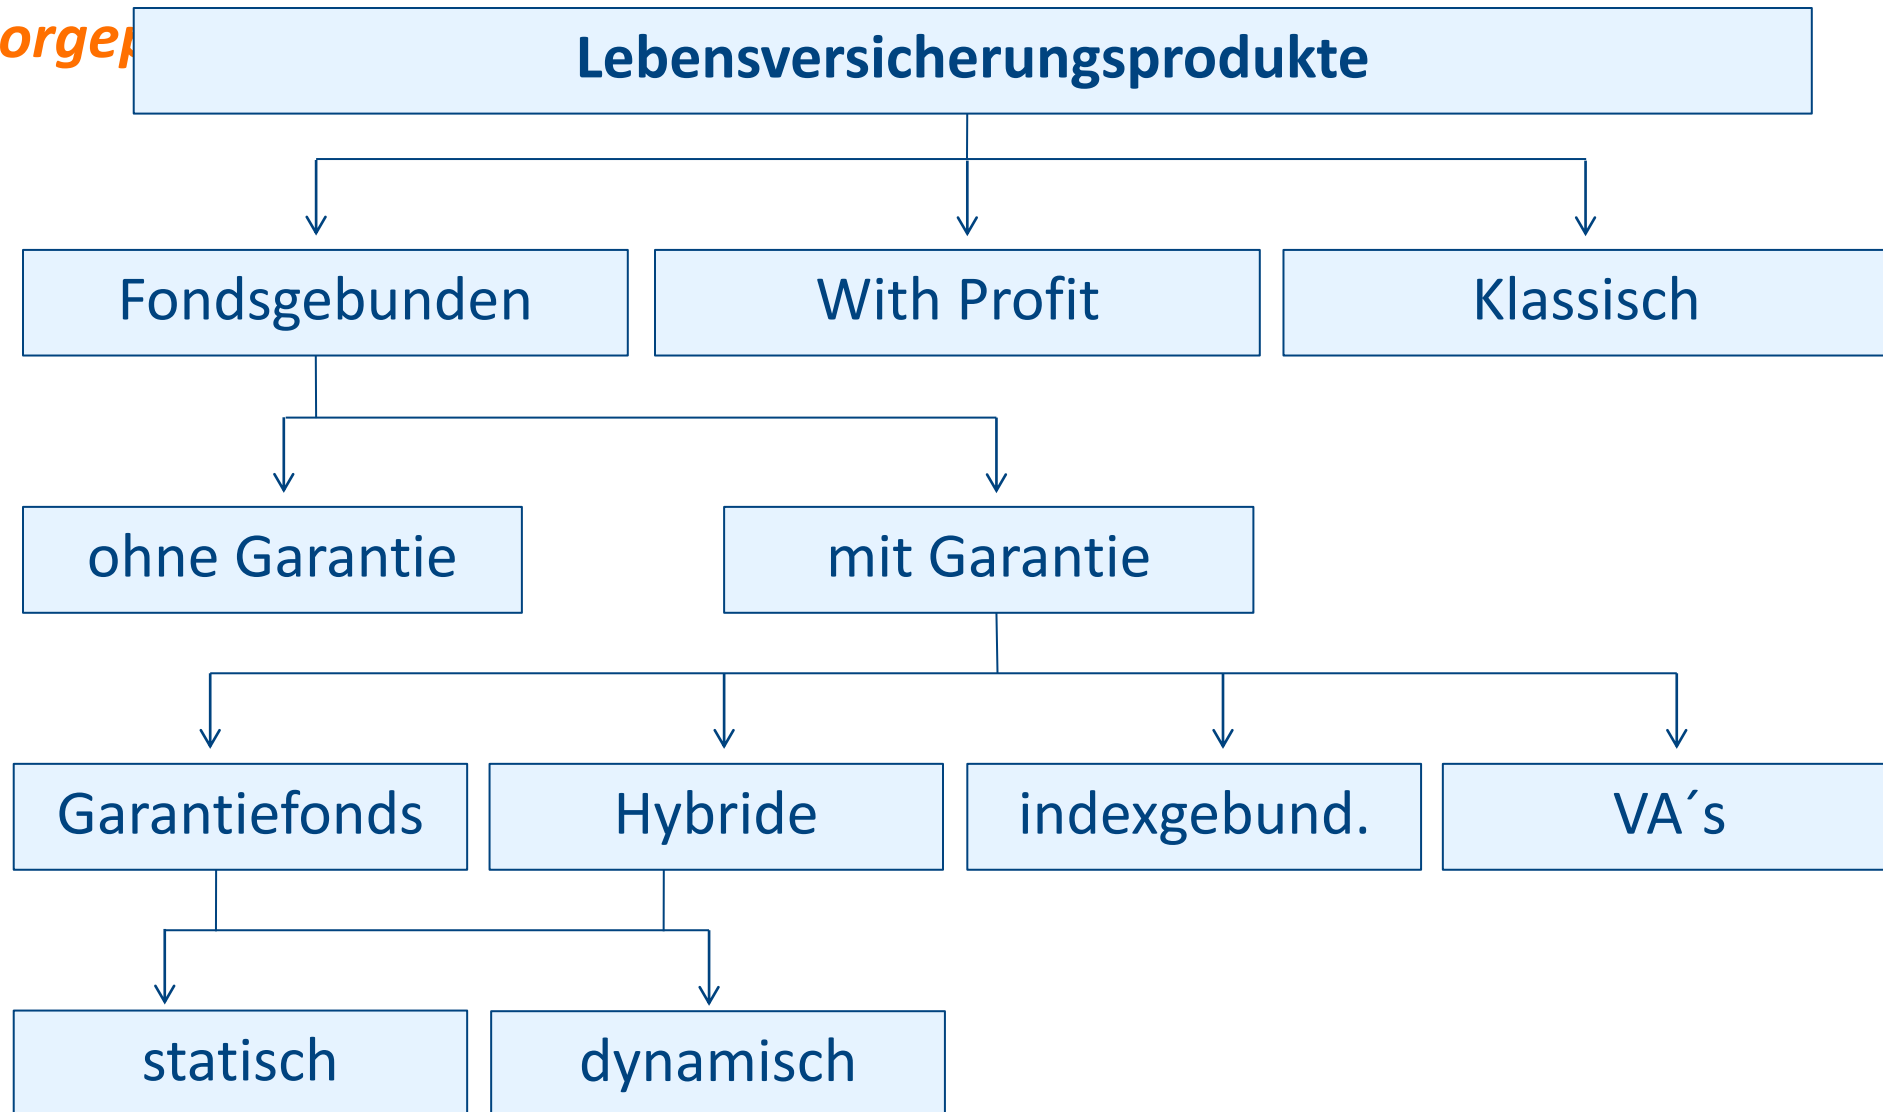 Lebensversicherungsprodukte
Fondsgebunden
With Profit
Klassisch
ohne Garantie
mit Garantie
Garantiefonds
Hybride
indexgebund.
VA´s
statisch
dynamisch